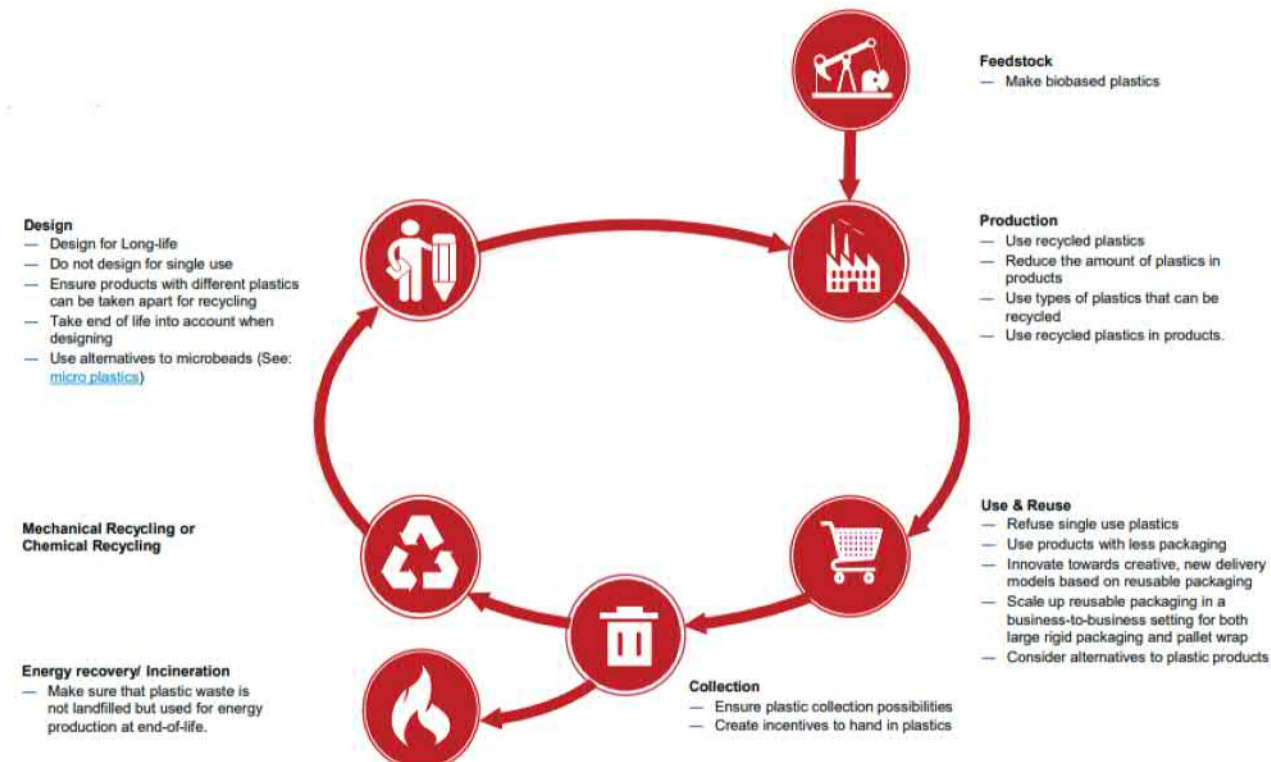 Feedstock
— Make biobased plastics
Design
— Design for Long-life
— Do not design for single use
— Ensure products with different plastics
can be taken apart for recycling
— Take end of life into account when
designing
— Use alternatives to microbeads (See:
micro plastics)
Production
— Use recycled plastics
— Reduce the amount of plastics in
products
— Use types of plastics that can be
recycled
— Use recycled plastics in products.
Mechanical Recycling or
Chemical Recycling
Use & Reuse
— Refuse single use plastics
— Use products with less packaging
— Innovate towards creative, new delivery
models based on reusable packaging
— Scale up reusable packaging in a
business-to-business setting for both
large rigid packaging and pallet wrap
— Consider alternatives to plastic products
Energy recovery/ Incineration
— Make sure that plastic waste is
not landfilled but used for energy
production at end-of-life.
Collection
— Ensure plastic collection possibilities
— Create incentives to hand in plastics